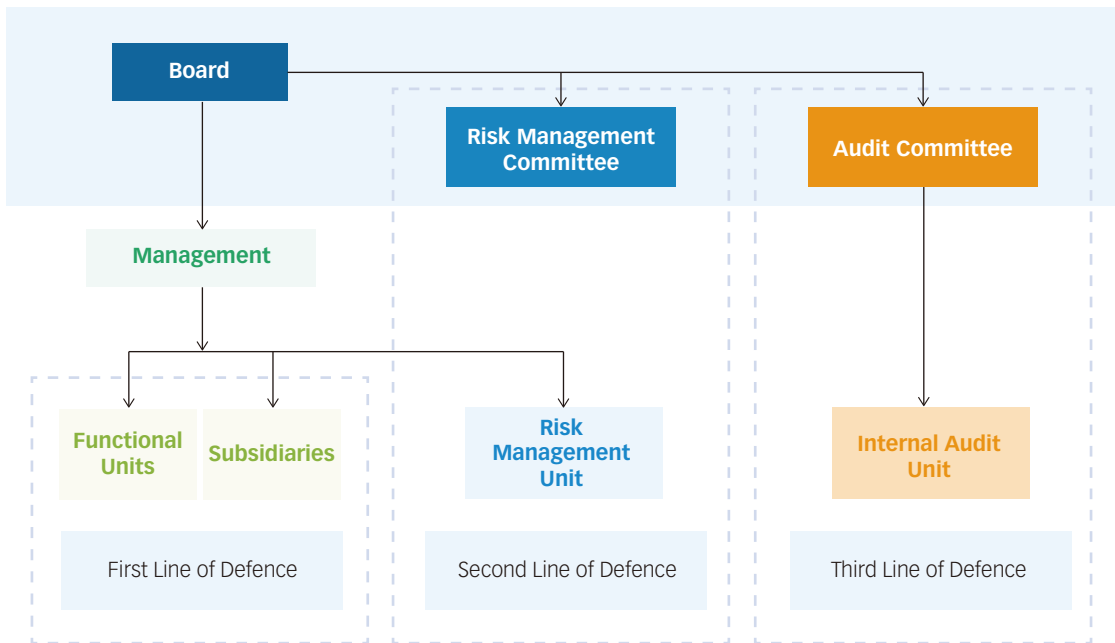 Board
Risk Management
Committee
Audit Committee
Management
Functional
Units
Subsidiaries
Risk
Management
Unit
Internal Audit
Unit
First Line of Defence
Second Line of Defence
Third Line of Defence